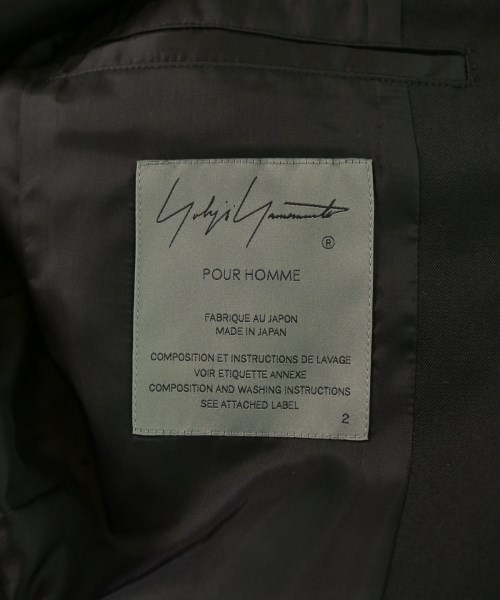 Yohji Yamamoto
®
POUR HOMME
FABRIQUE AU JAPON
MADE IN JAPAN
COMPOSITION ET INSTRUCTIONS DE LAVAGE
VOIR ETIQUETTE ANNEXE
COMPOSITION AND WASHING INSTRUCTIONS
SEE ATTACHED LABEL
2